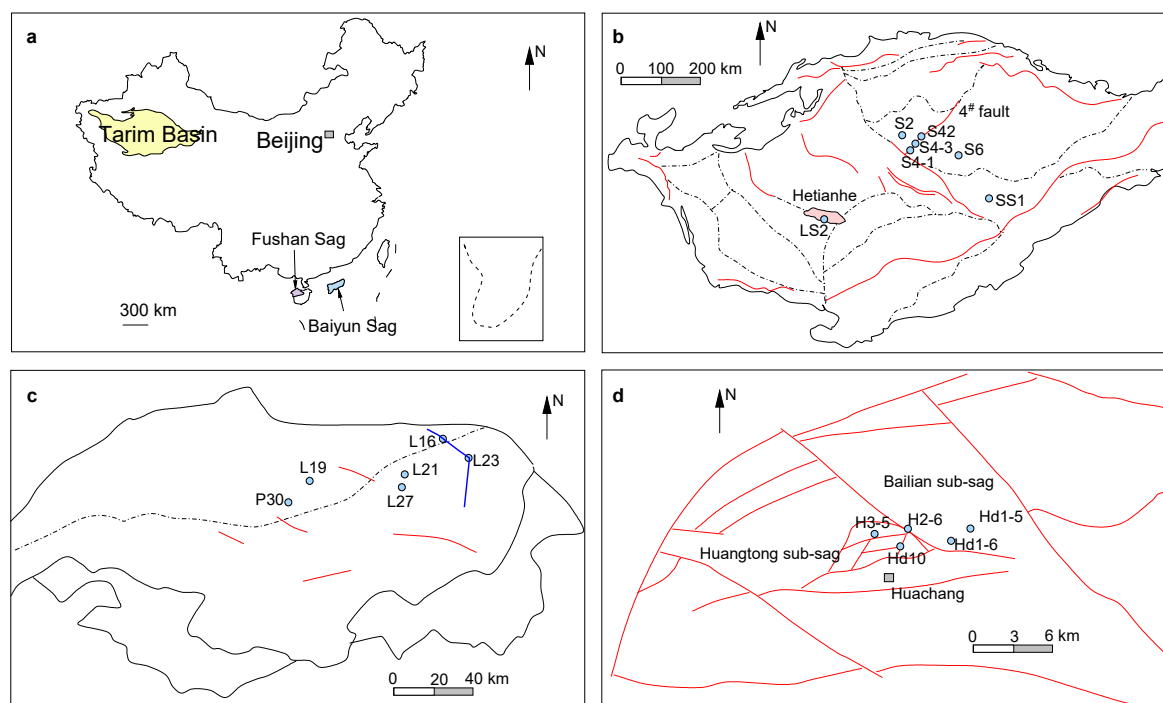 a
N
Tarim Basin
Beijing
Fushan Sag
300 km
Baiyun Sag
b
N
0 100 200 km
4# fault
S2
S42
S4-3
S6
S4-1
Hetianhe
SS1
LS2
c
N
L16
L23
L19
L21
P30
L27
0 20 40 km
d
N
Bailian sub-sag
H3-5
H2-6
Hd1-5
Huangtong sub-sag
Hd1-6
Hd10
Huachang
0 3 6 km